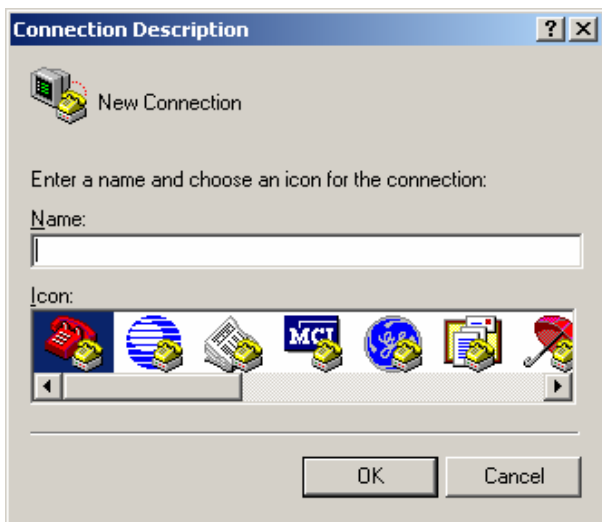 Connection Description
New Connection
Enter a name and choose an icon for the connection:
Name:
Icon:
MCI
OK
Cancel